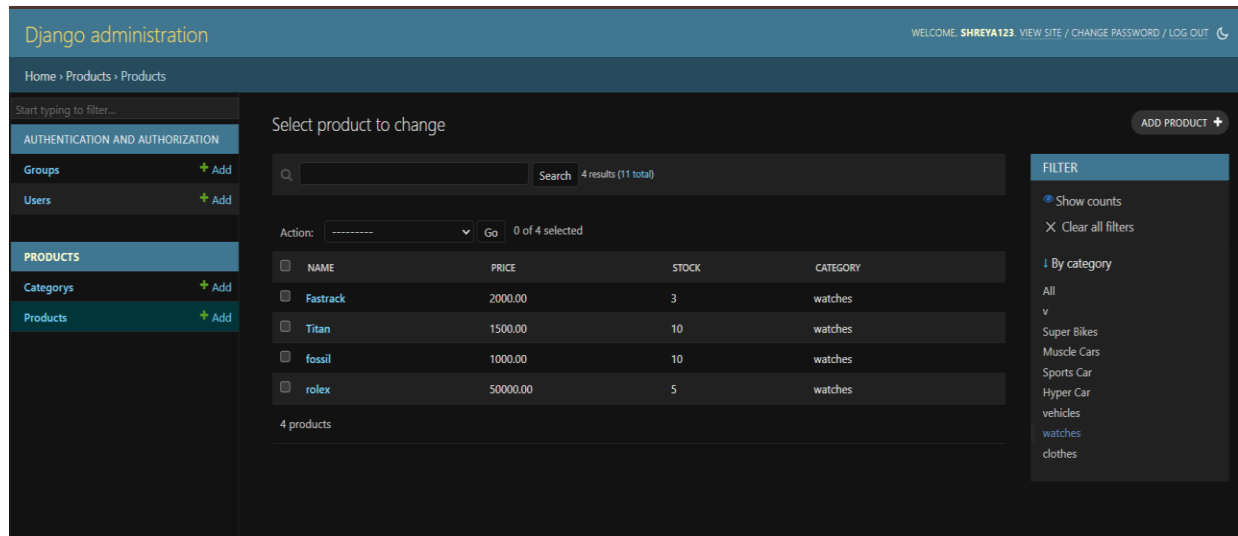 Django administration
WELCOME, SHREYA123. VIEW SITE / CHANGE PASSWORD / LOG OUT
Home › Products › Products
Start typing to filter...
AUTHENTICATION AND AUTHORIZATION
Groups + Add
Users + Add
PRODUCTS
Categorys + Add
Products + Add
Select product to change
ADD PRODUCT +
Search 4 results (11 total)
Action: --------- Go 0 of 4 selected
NAME PRICE STOCK CATEGORY
Fastrack 2000.00 3 watches
Titan 1500.00 10 watches
fossil 1000.00 10 watches
rolex 50000.00 5 watches
4 products
FILTER
Show counts
Clear all filters
↓ By category
All
v
Super Bikes
Muscle Cars
Sports Car
Hyper Car
vehicles
watches
clothes